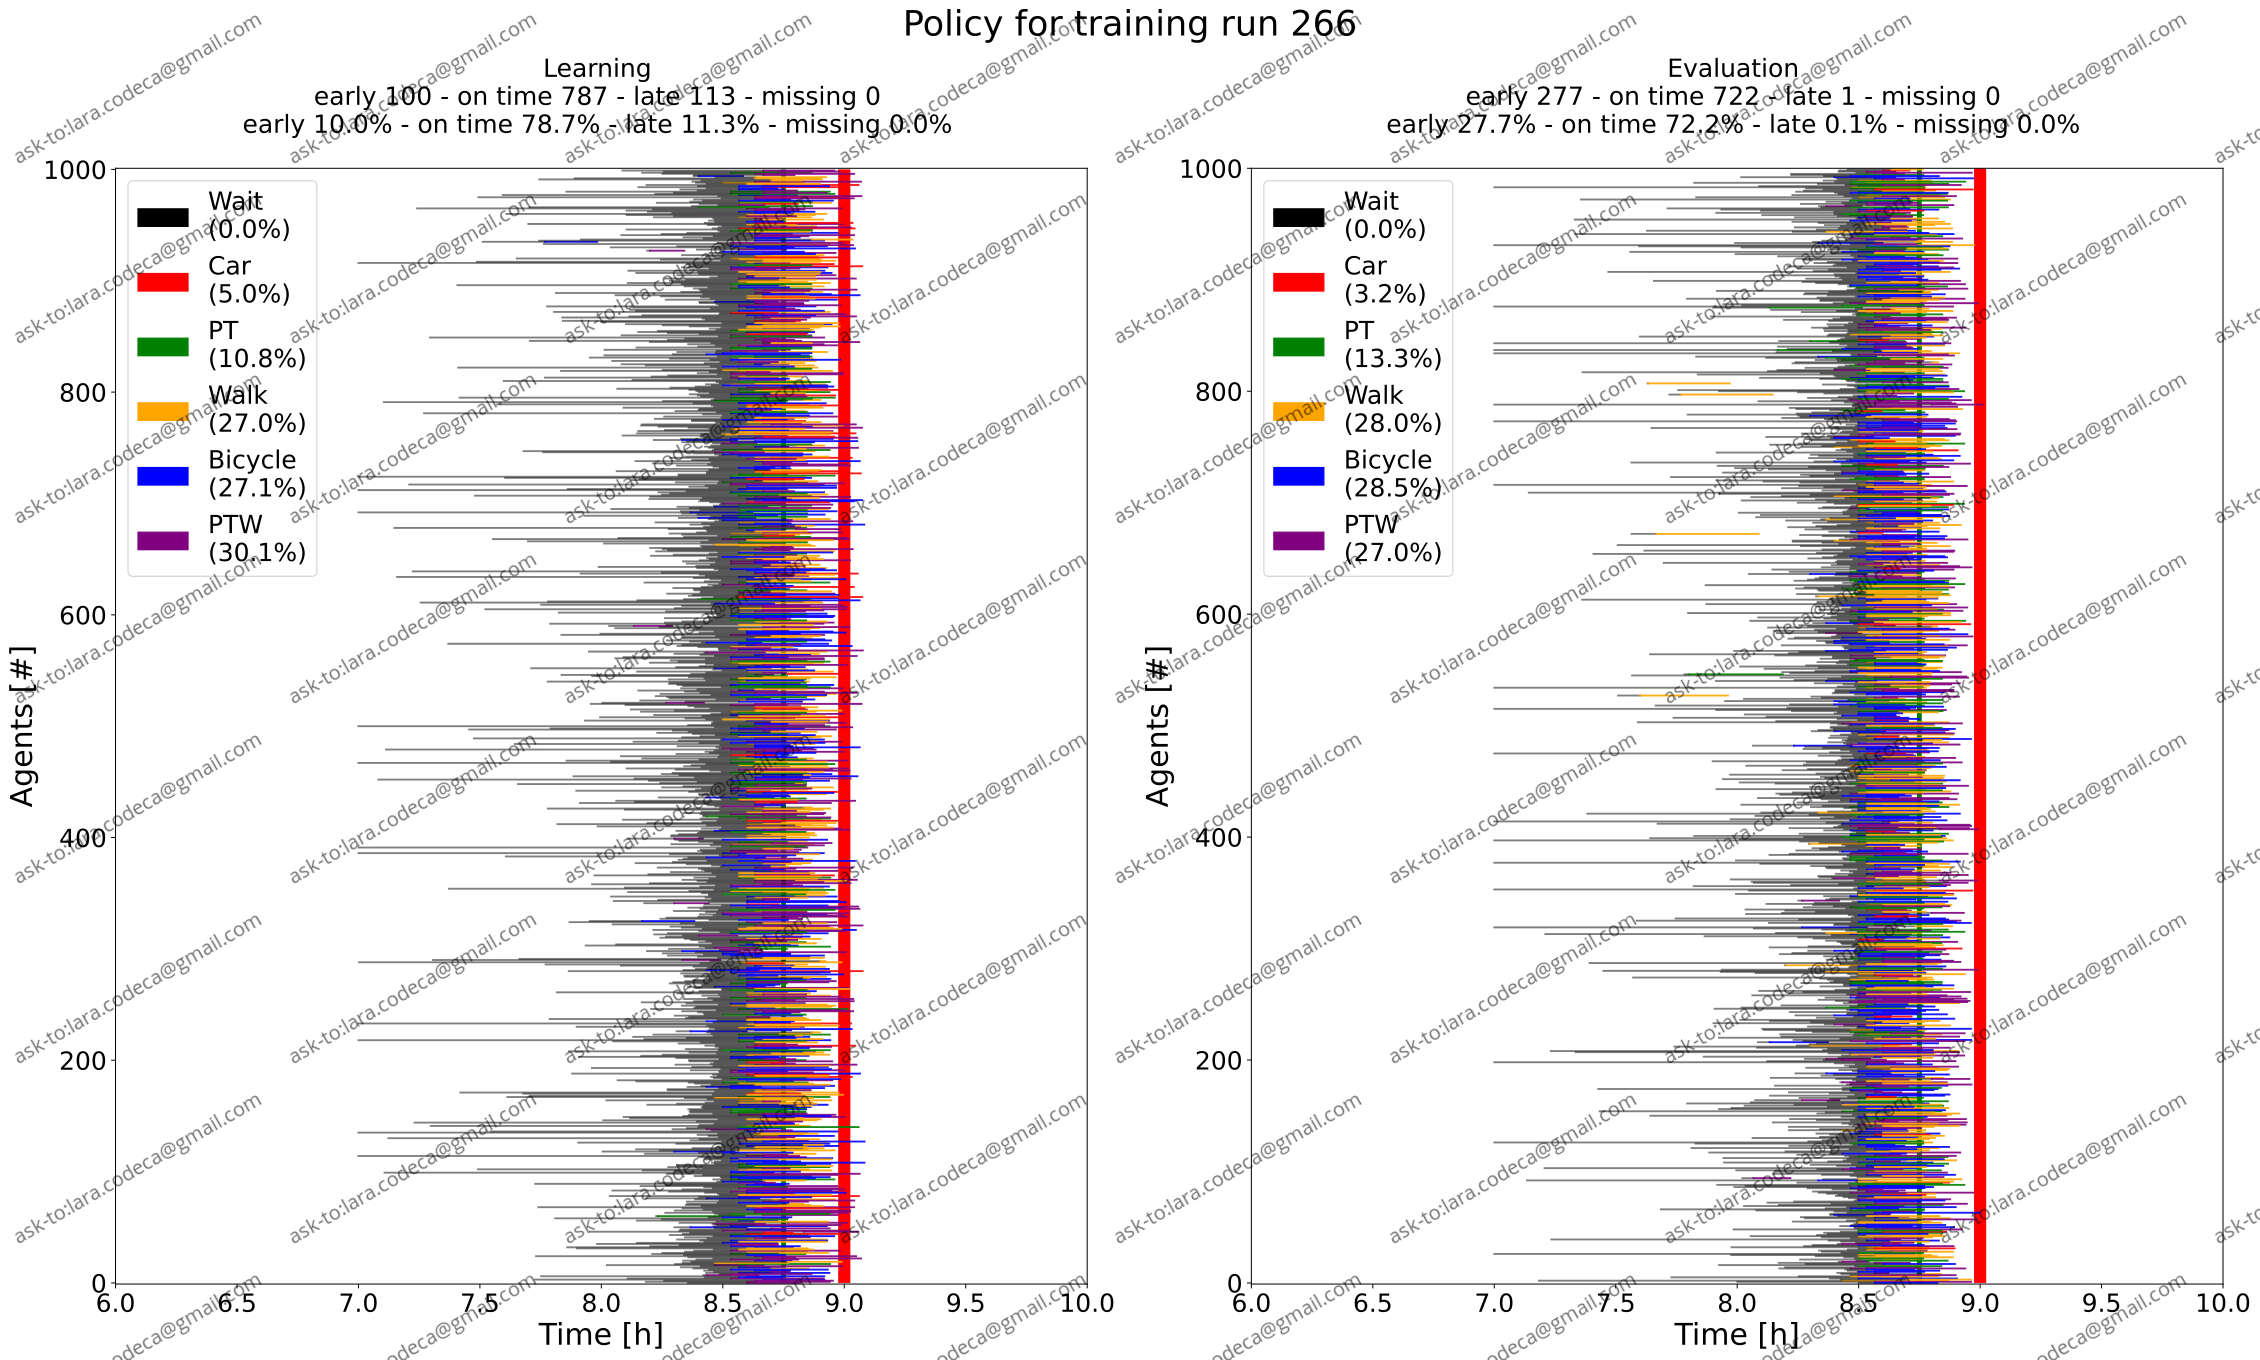 Policy for training run 266
Learning
early 100 - on time 787 - late 113 - missing 0
early 10.0% - on time 78.7% - late 11.3% - missing 0.0%
1000
800
600
400
200
0
Agents [#]
Wait
(0.0%)
Car
(5.0%)
PT
(10.8%)
Walk
(27.0%)
Bicycle
(27.1%)
PTW
(30.1%)
6.0 6.5 7.0 7.5 8.0 8.5 9.0 9.5 10.0
Time [h]
Evaluation
early 277 - on time 722 - late 1 - missing 0
early 27.7% - on time 72.2% - late 0.1% - missing 0.0%
1000
800
600
400
200
0
Agents [#]
Wait
(0.0%)
Car
(3.2%)
PT
(13.3%)
Walk
(28.0%)
Bicycle
(28.5%)
PTW
(27.0%)
6.0 6.5 7.0 7.5 8.0 8.5 9.0 9.5 10.0
Time [h]
ask-to:lara.codeca@gmail.com